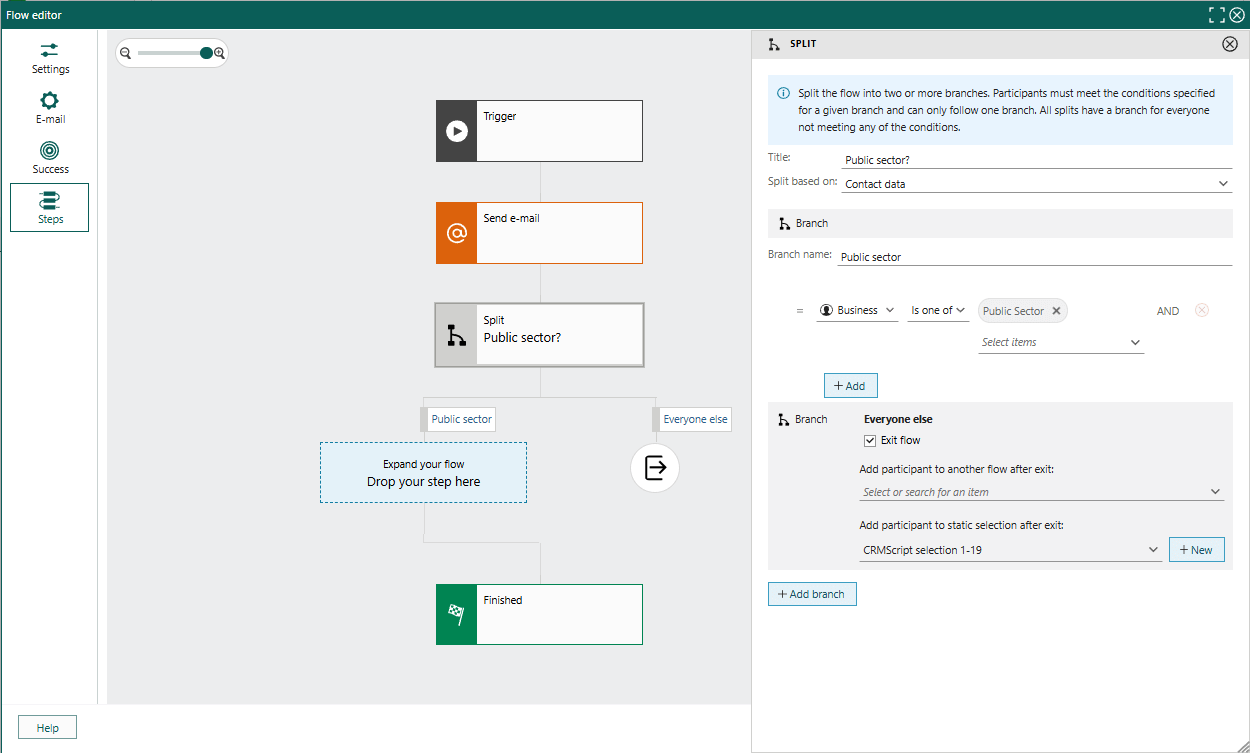 Flow editor
Settings
E-mail
Success
Steps
Help
Trigger
Send e-mail
Split
Public sector?
Public sector
Everyone else
Expand your flow
Drop your step here
Finished
SPLIT
Split the flow into two or more branches. Participants must meet the conditions specified
for a given branch and can only follow one branch. All splits have a branch for everyone
not meeting any of the conditions.
Title: Public sector?
Split based on: Contact data
Branch
Branch name: Public sector
= Business Is one of Public Sector AND
Select items
+ Add
Branch Everyone else
Exit flow
Add participant to another flow after exit:
Select or search for an item
Add participant to static selection after exit:
CRMScript selection 1-19 + New
+ Add branch